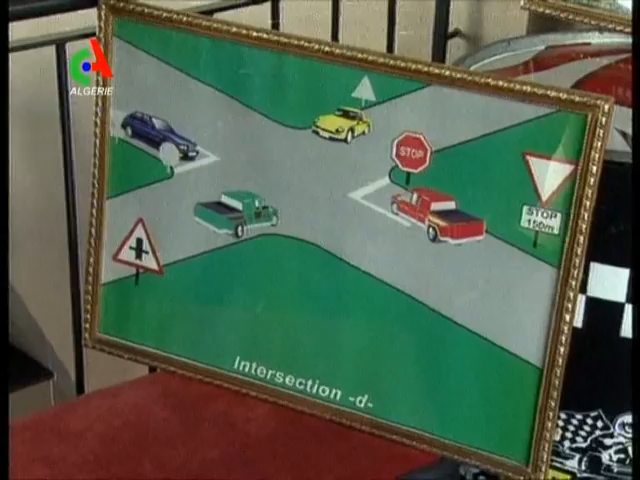 ALGERIE
STOP
STOP
150m
Intersection -d-